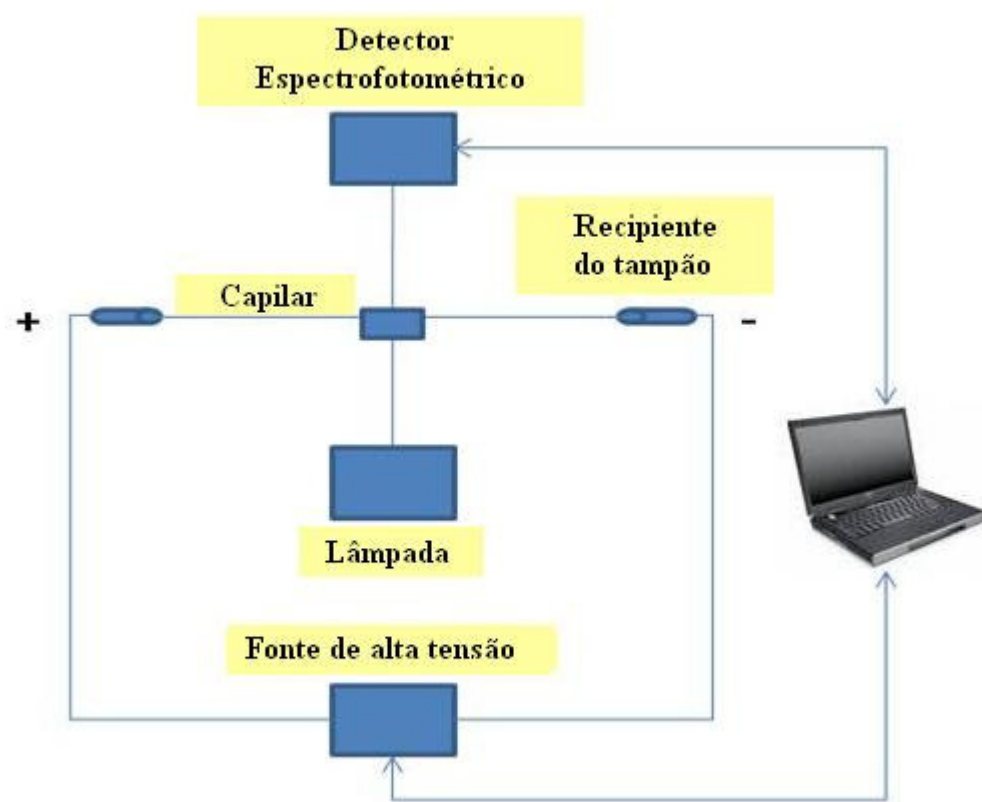 Detector
Espectrofotométrico
Recipiente
do tampão
Capilar
+
-
Lâmpada
Fonte de alta tensão